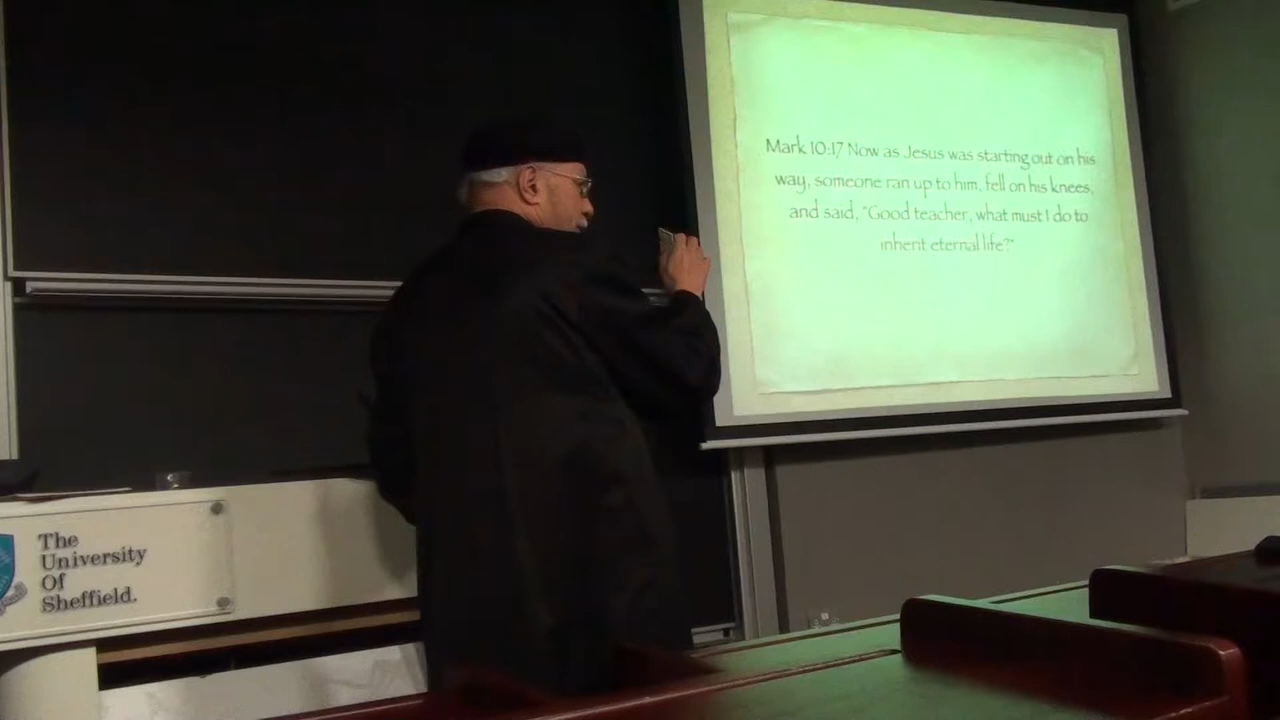 Mark 10:17 Now as Jesus was starting out on his
way, someone ran up to him, fell on his knees,
and said, "Good teacher, what must I do to
inherit eternal life?"
The
University
Of
Sheffield.